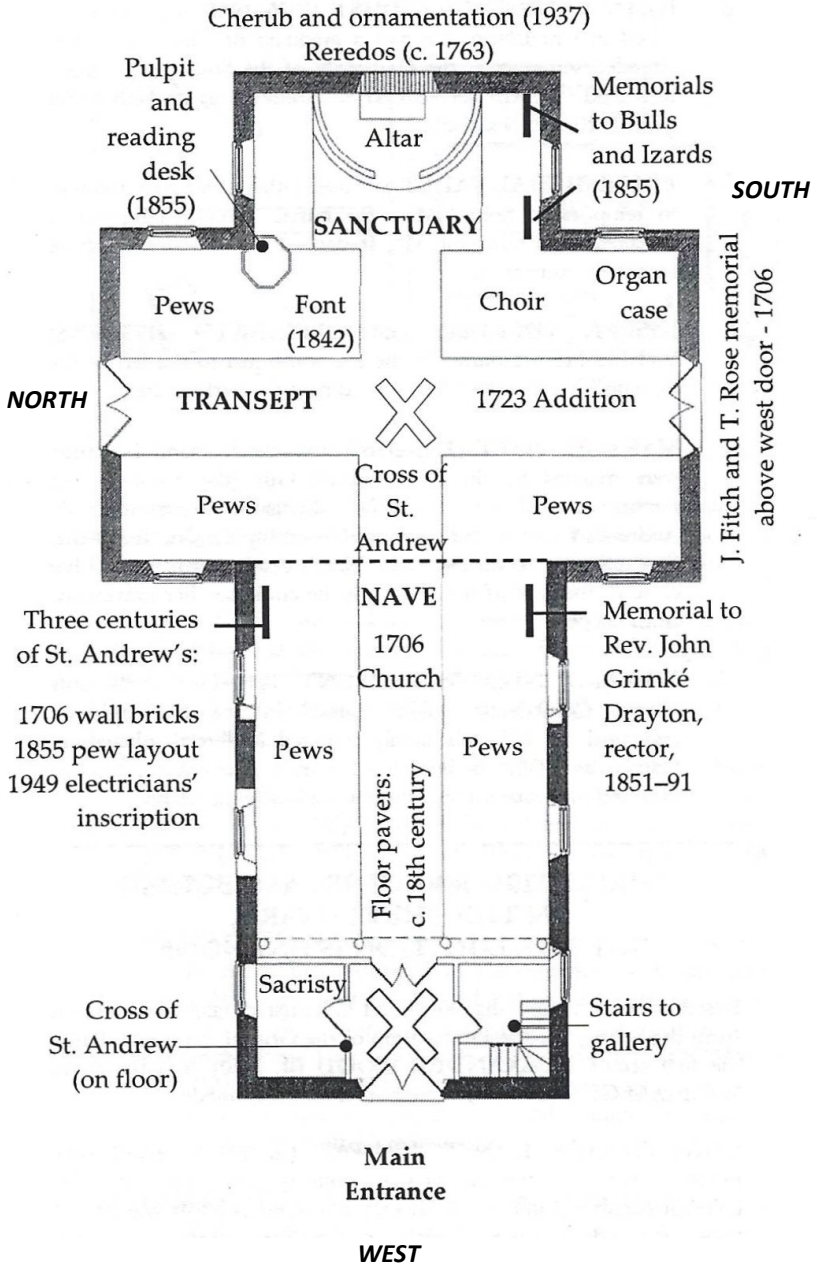 Cherub and ornamentation (1937)
Reredos (c. 1763)
Pulpit
and
reading
desk
(1855)
Altar
Memorials
to Bulls
and Izards
(1855)
SOUTH
SANCTUARY
Pews
Font
(1842)
Choir
Organ
case
J. Fitch and T. Rose memorial
above west door - 1706
NORTH
TRANSEPT
1723 Addition
Pews
Cross of
St.
Andrew
Pews
Three centuries
of St. Andrew's:
1706 wall bricks
1855 pew layout
1949 electricians'
inscription
NAVE
1706
Church
Memorial to
Rev. John
Grimké
Drayton,
rector,
1851–91
Pews
Pews
Floor pavers:
c. 18th century
Sacristy
Cross of
St. Andrew
(on floor)
Stairs to
gallery
Main
Entrance
WEST